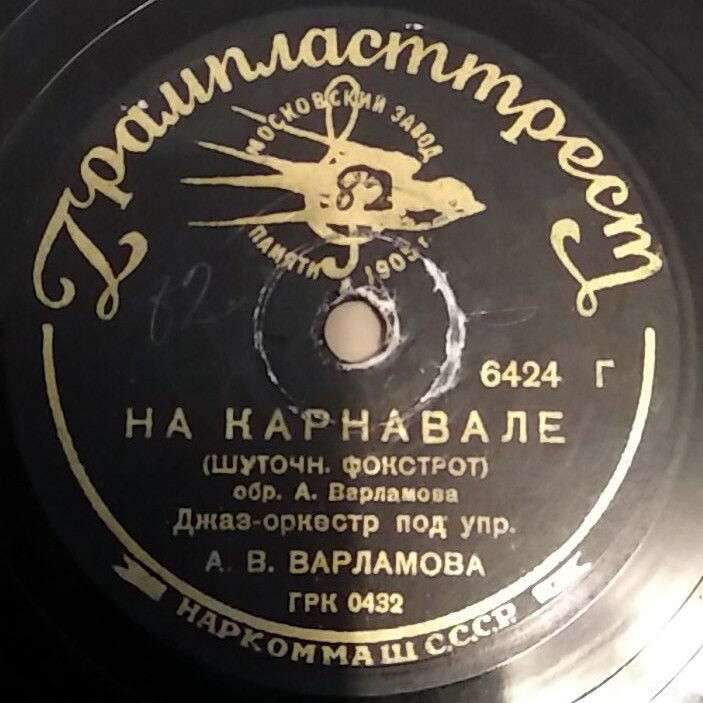 Грампласттрест
МОСКОВСКИЙ ЗАВОД
ПАМЯТИ 1905 г.
62
6424 Г
НА КАРНАВАЛЕ
(ШУТОЧН. ФОКСТРОТ)
обр. А. Варламова
Джаз-оркестр под упр.
А. В. ВАРЛАМОВА
ГРК 0432
НАРКОММАШ С.С.С.Р.